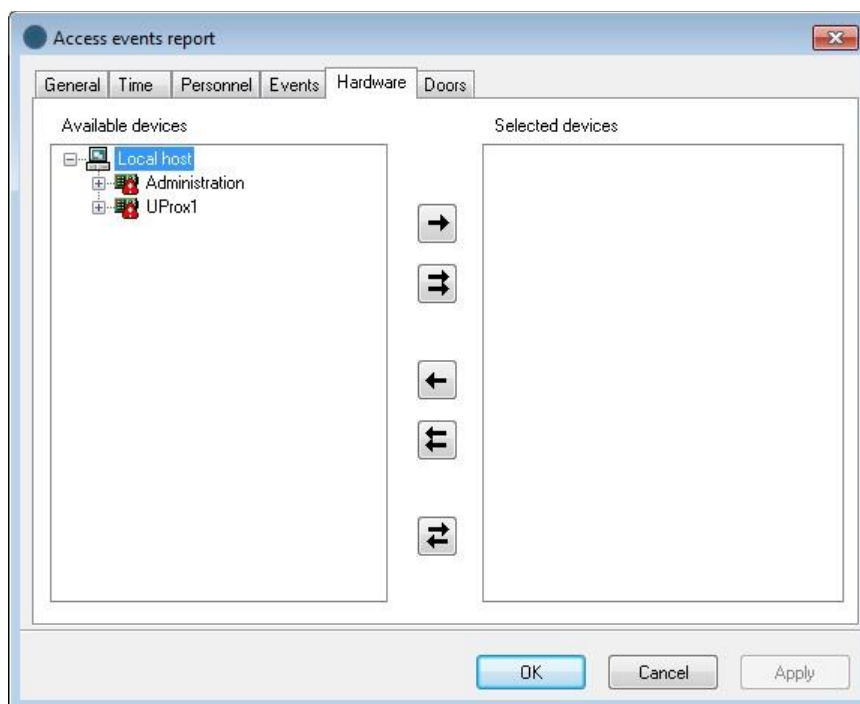 Access events report
General Time Personnel Events Hardware Doors
Available devices Selected devices
Local host
Administration
UProx1
OK Cancel Apply